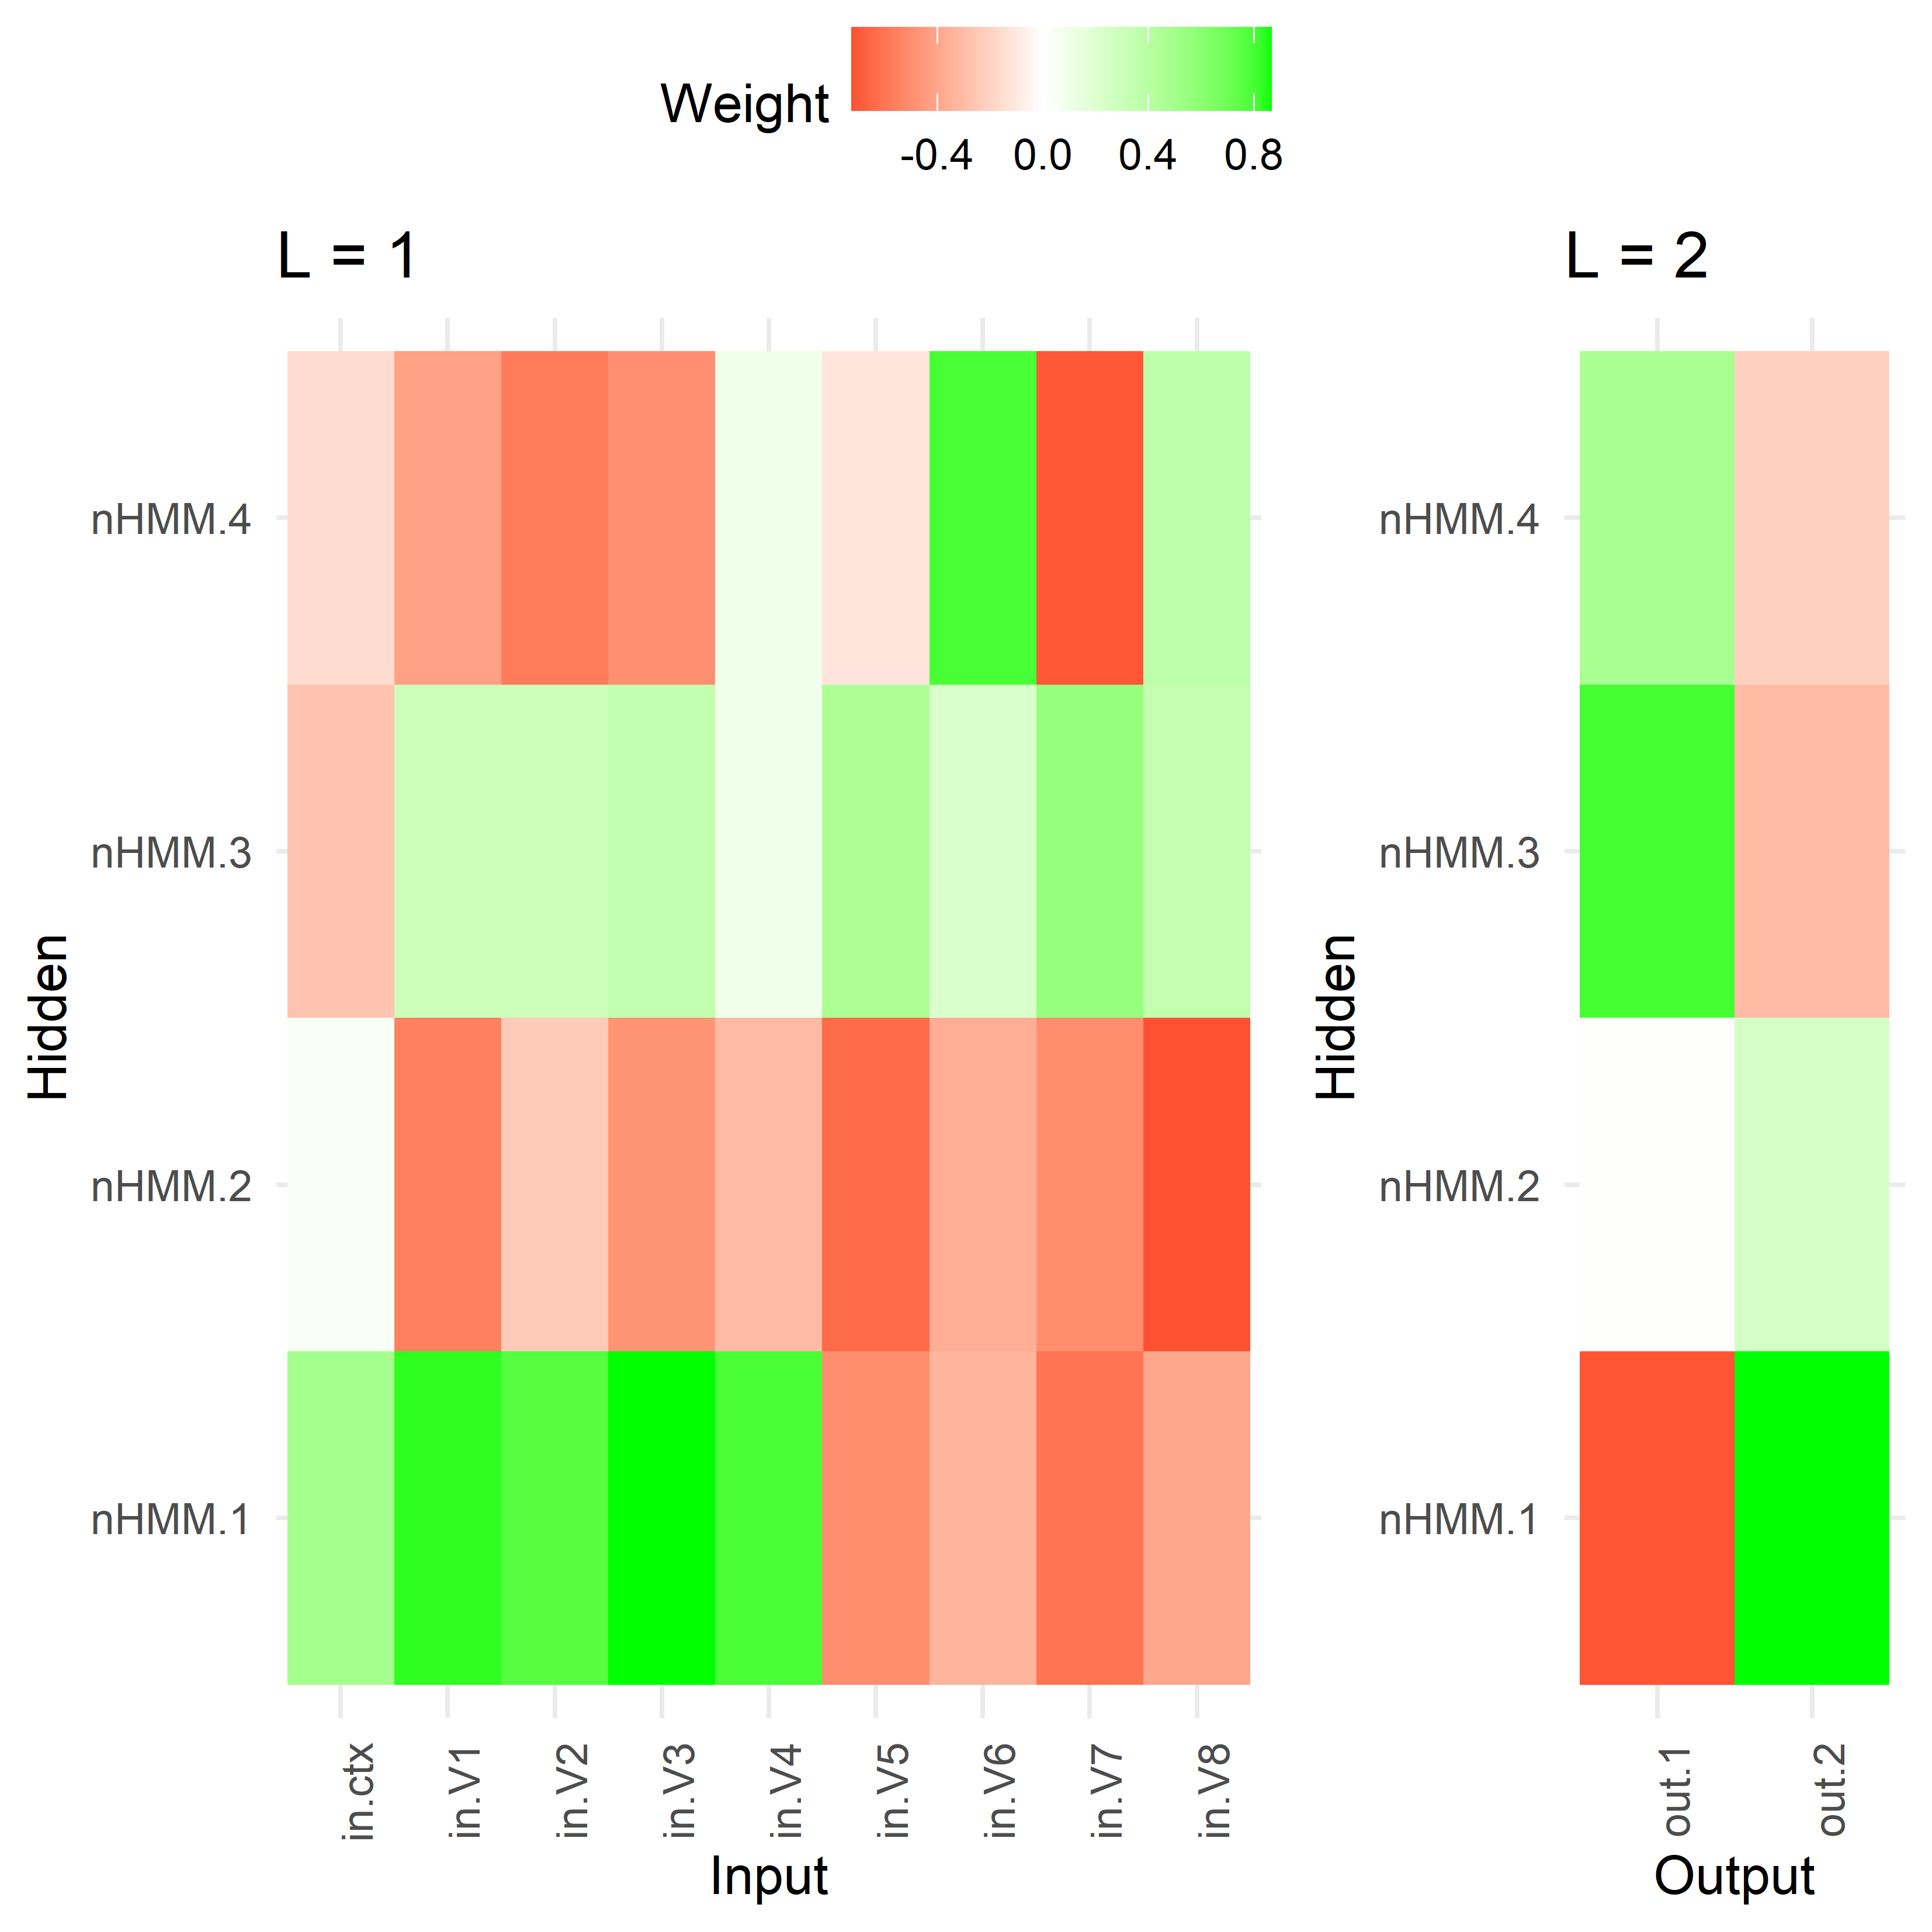 Weight
-0.4 0.0 0.4 0.8
L = 1
nHMM.4
nHMM.3
nHMM.2
nHMM.1
Hidden
in.ctx
in.V1
in.V2
in.V3
in.V4
in.V5
in.V6
in.V7
in.V8
Input
L = 2
nHMM.4
nHMM.3
nHMM.2
nHMM.1
Hidden
out.1
out.2
Output